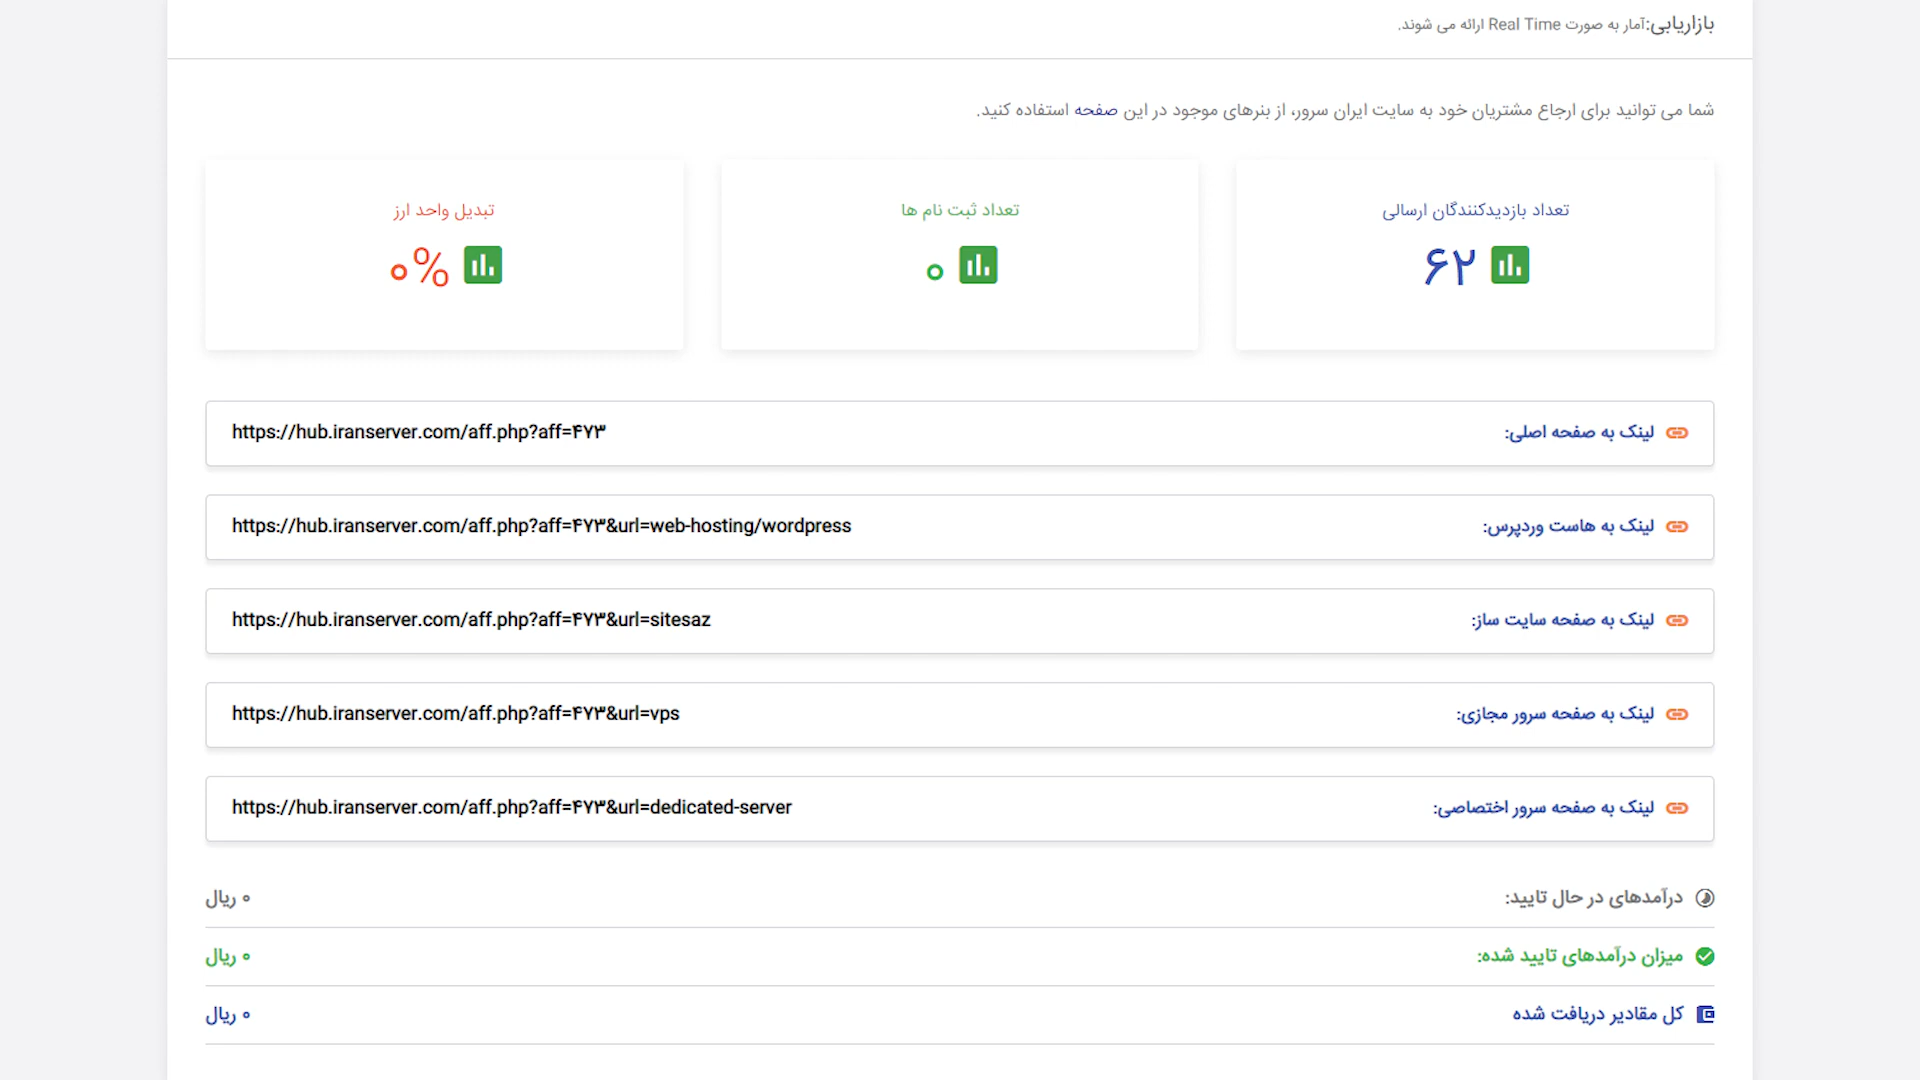 بازاریابی:آمار به صورت Real Time ارائه می شوند.
شما می توانید برای ارجاع مشتریان خود به سایت ایران سرور، از بنرهای موجود در این صفحه استفاده کنید.
تعداد بازدیدکنندگان ارسالی
۶۲
تعداد ثبت نام ها
۰
تبدیل واحد ارز
۰%
لینک به صفحه اصلی:
https://hub.iranserver.com/aff.php?aff=۴۷۳
لینک به هاست وردپرس:
https://hub.iranserver.com/aff.php?aff=۴۷۳&url=web-hosting/wordpress
لینک به صفحه سایت ساز:
https://hub.iranserver.com/aff.php?aff=۴۷۳&url=sitesaz
لینک به صفحه سرور مجازی:
https://hub.iranserver.com/aff.php?aff=۴۷۳&url=vps
لینک به صفحه سرور اختصاصی:
https://hub.iranserver.com/aff.php?aff=۴۷۳&url=dedicated-server
درآمدهای در حال تایید:
۰ ریال
میزان درآمدهای تایید شده:
۰ ریال
کل مقادیر دریافت شده
۰ ریال